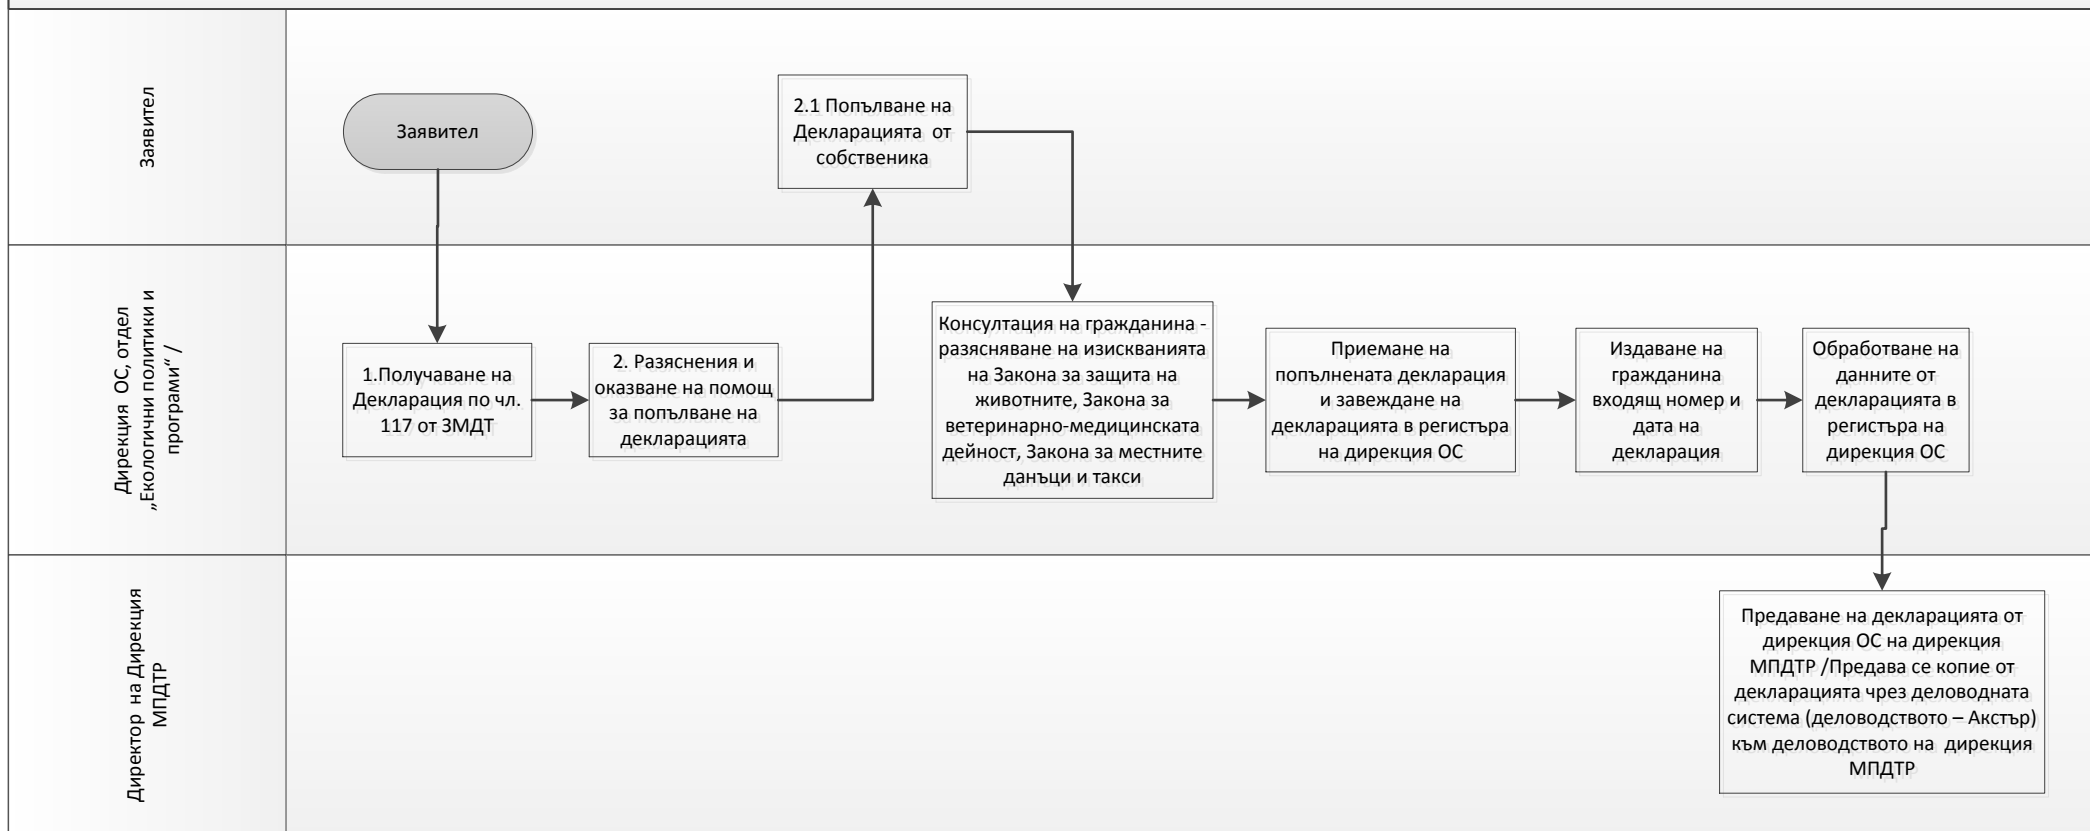 Заявител
Заявител
2.1 Попълване на
Декларацията от
собственика
Дирекция ОС, отдел
„Екологични политики и
програми“ /
1.Получаване на
Декларация по чл.
117 от ЗМДТ
2. Разяснения и
оказване на помощ
за попълване на
декларацията
Консултация на гражданина -
разясняване на изискванията
на Закона за защита на
животните, Закона за
ветеринарно-медицинската
дейност, Закона за местните
данъци и такси
Приемане на
попълнената декларация
и завеждане на
декларацията в регистъра
на дирекция ОС
Издаване на
гражданина
входящ номер и
дата на
декларация
Обработване на
данните от
декларацията в
регистъра на
дирекция ОС
Директор на Дирекция
МПДТР
Предаване на декларацията от
дирекция ОС на дирекция
МПДТР /Предава се копие от
декларацията чрез деловодната
система (деловодството – Акстър)
към деловодството на дирекция
МПДТР